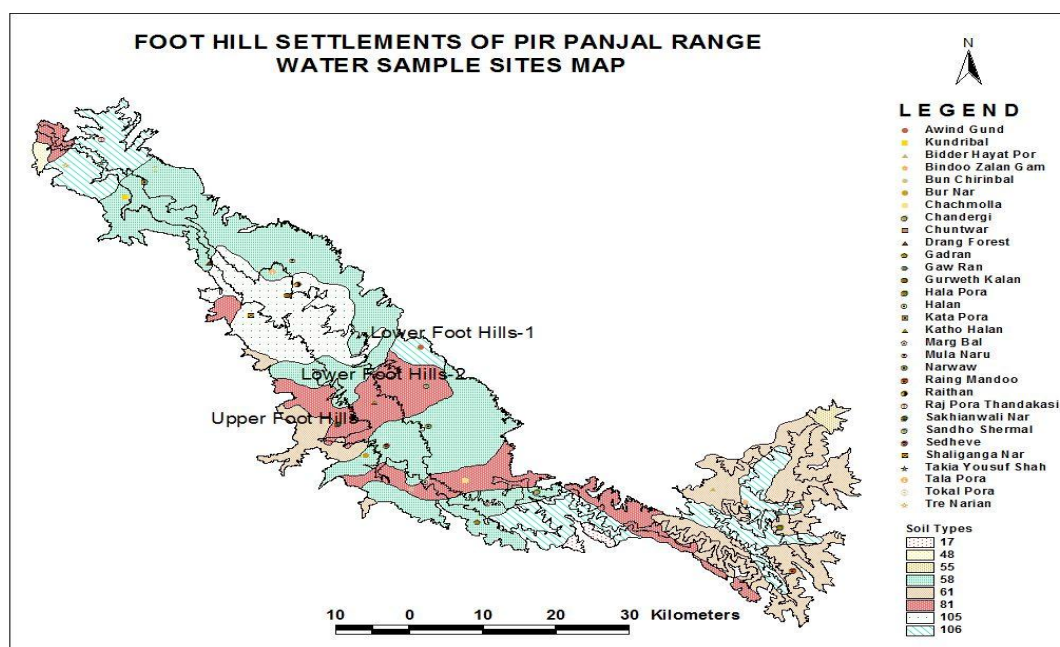 FOOT HILL SETTLEMENTS OF PIR PANJAL RANGE
WATER SAMPLE SITES MAP
N
LEGEND
Awind Gund
Kundribal
Bidder Hayat Por
Bindoo Zalan Gam
Bun Chirinbal
Bur Nar
Chachmolla
Chandergi
Chuntwar
Drang Forest
Gadran
Gaw Ran
Gurweth Kalan
Hala Pora
Halan
Kata Pora
Katho Halan
Marg Bal
Mula Naru
Narwaw
Raing Mandoo
Raithan
Raj Pora Thandakasi
Sakhianwali Nar
Sandho Shermal
Sedheve
Shaliganga Nar
Takia Yousuf Shah
Tala Pora
Tokal Pora
Tre Narian
Soil Types
17
48
55
58
61
81
105
106
Lower Foot Hills-1
Lower Foot Hills-2
Upper Foot Hills
10 0 10 20 30 Kilometers